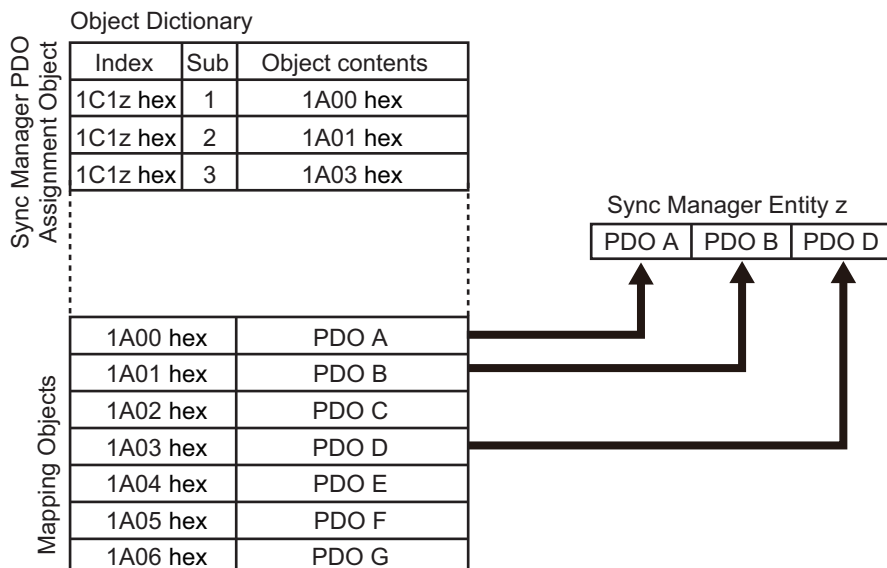 Object Dictionary
Sync Manager PDO
Assignment Object
Index Sub Object contents
1C1z hex 1 1A00 hex
1C1z hex 2 1A01 hex
1C1z hex 3 1A03 hex
Sync Manager Entity z
PDO A PDO B PDO D
Mapping Objects
1A00 hex PDO A
1A01 hex PDO B
1A02 hex PDO C
1A03 hex PDO D
1A04 hex PDO E
1A05 hex PDO F
1A06 hex PDO G